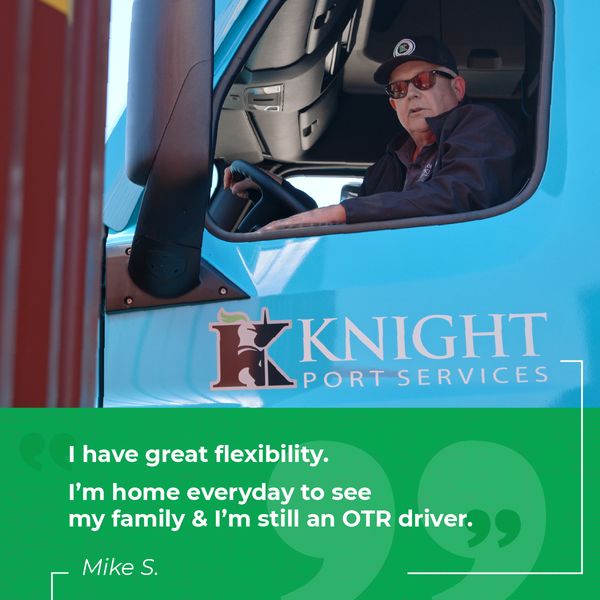 KNIGHT
PORT SERVICES
I have great flexibility.
I’m home everyday to see
my family & I’m still an OTR driver.
Mike S.